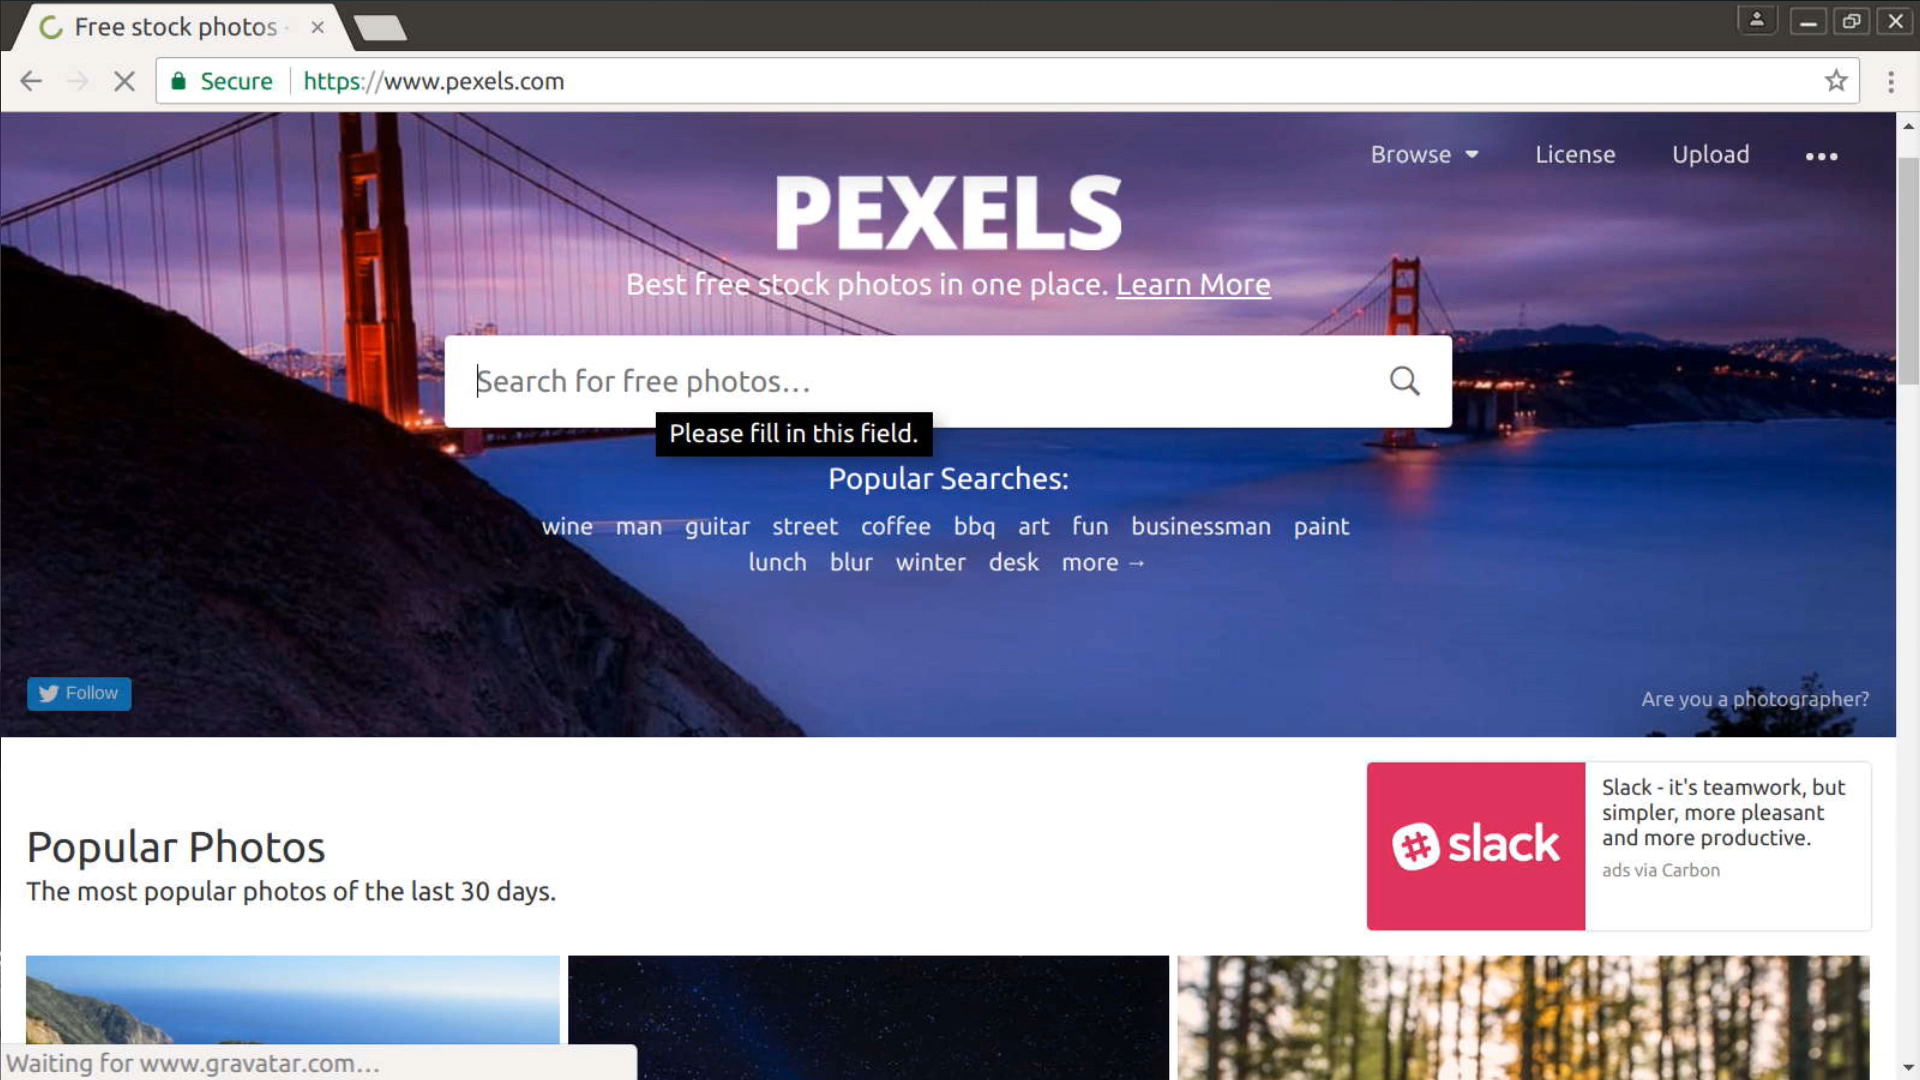 Free stock photos ·
Secure
https://www.pexels.com
Browse
License
Upload
PEXELS
Best free stock photos in one place. Learn More
Search for free photos...
Please fill in this field.
Popular Searches:
wine man guitar street coffee bbq art fun businessman paint
lunch blur winter desk more →
Follow
Are you a photographer?
Slack - it's teamwork, but
simpler, more pleasant
and more productive.
ads via Carbon
slack
Popular Photos
The most popular photos of the last 30 days.
Waiting for www.gravatar.com...